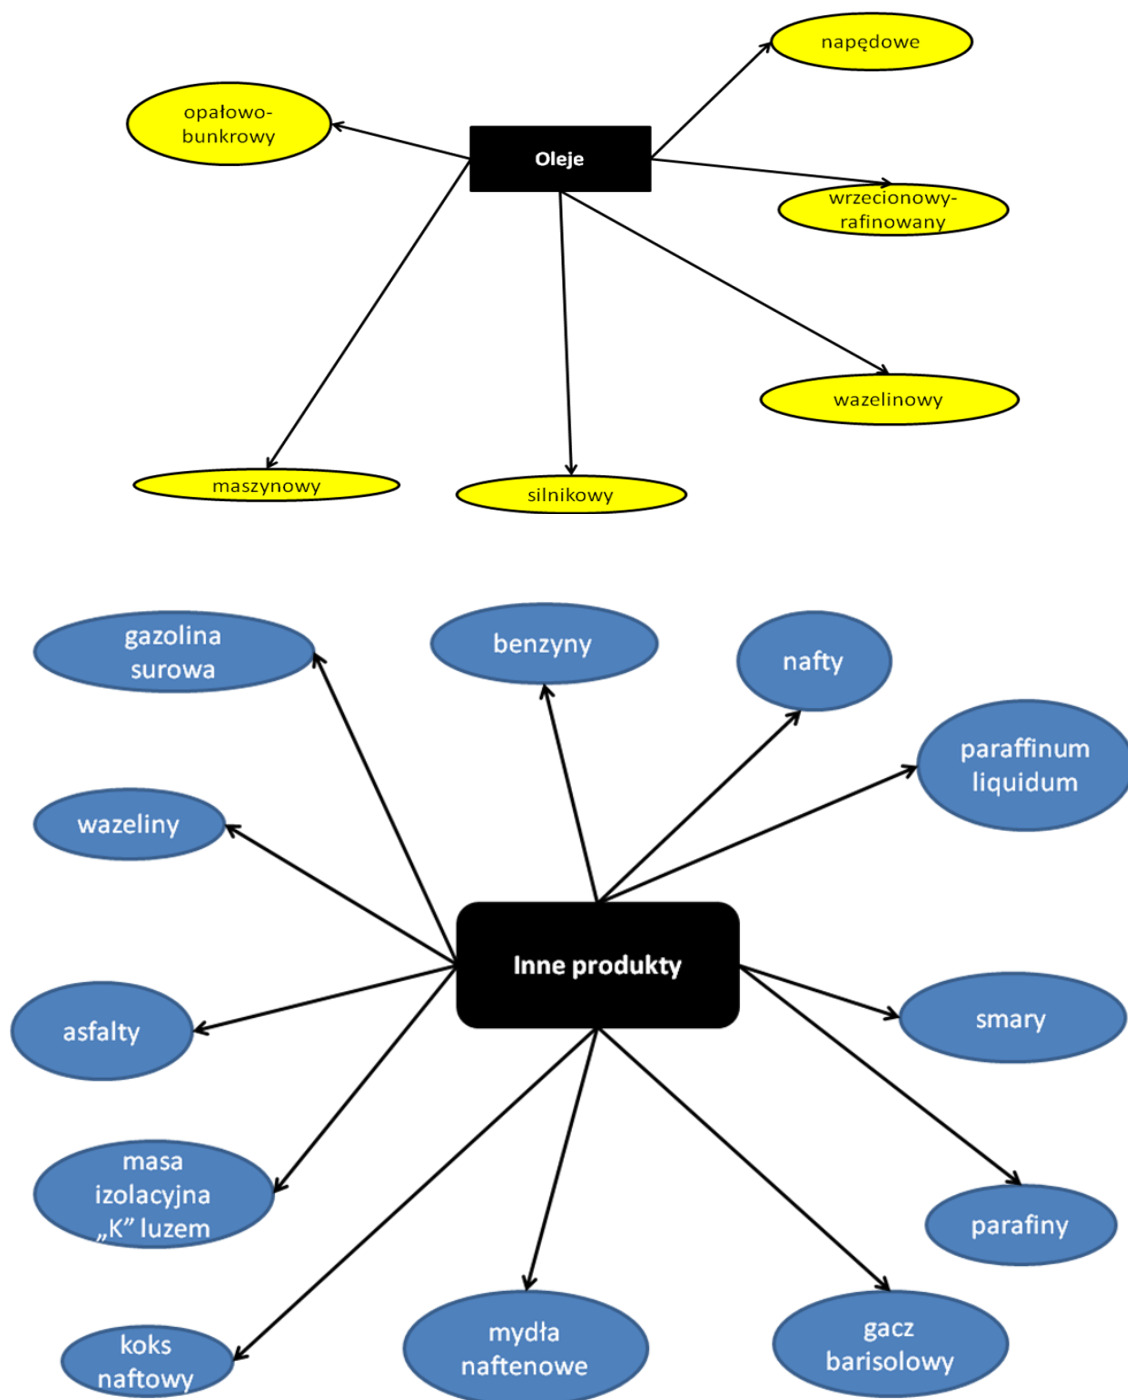 napędowe
opałowo-
bunkrowy
Oleje
wrzecionowy-
rafinowany
wazelinowy
maszynowy
silnikowy
gazolina
surowa
benzyny
nafty
paraffinum
liquidum
wazeliny
Inne produkty
asfalty
smary
masa
izolacyjna
„K” luzem
parafiny
koks
naftowy
mydła
naftenowe
gacz
barisolowy